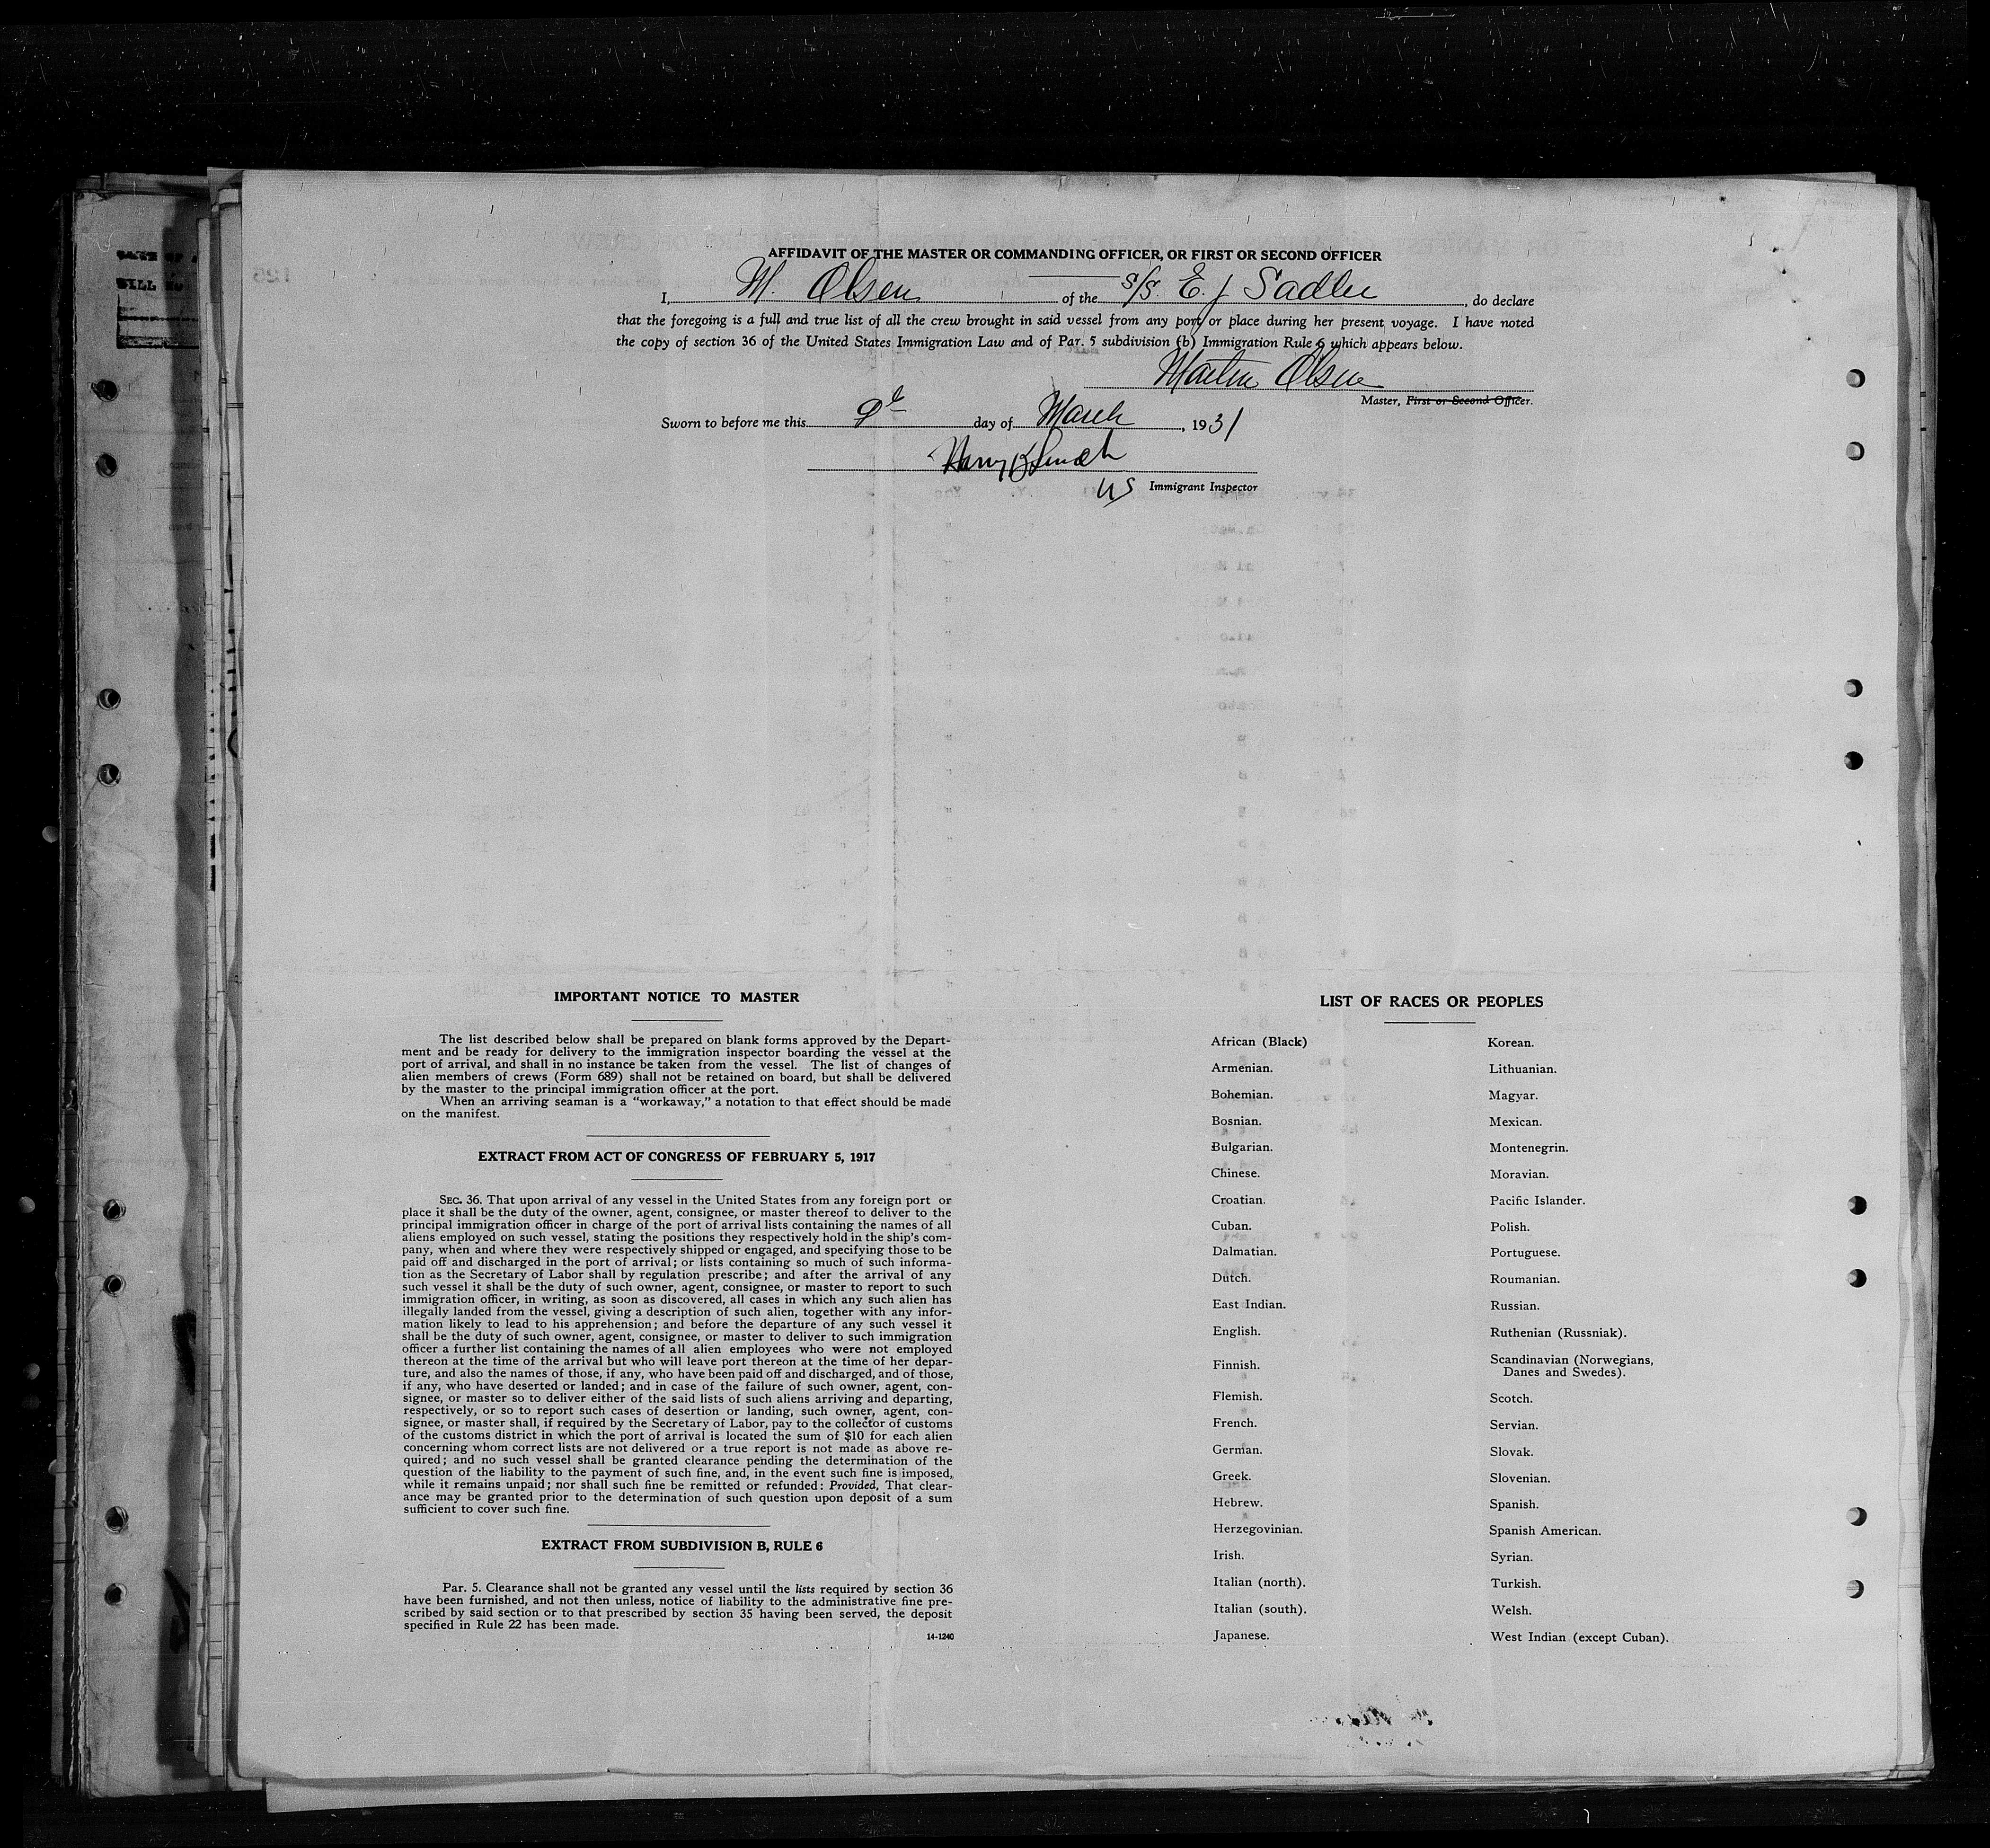 AFFIDAVIT OF THE MASTER OR COMMANDING OFFICER, OR FIRST OR SECOND OFFICER
I, M. Olsen of the S/S. E. J Sadler, do declare
that the foregoing is a full and true list of all the crew brought in said vessel from any port or place during her present voyage. I have noted
the copy of section 36 of the United States Immigration Law and of Par. 5 subdivision (b) Immigration Rule 6 which appears below.
Martin Olsen
Master, First or Second Officer.
Sworn to before me this 9th day of March, 1931
Harry B Smith
US Immigrant Inspector
IMPORTANT NOTICE TO MASTER
The list described below shall be prepared on blank forms approved by the Depart-
ment and be ready for delivery to the immigration inspector boarding the vessel at the
port of arrival, and shall in no instance be taken from the vessel. The list of changes of
alien members of crews (Form 689) shall not be retained on board, but shall be delivered
by the master to the principal immigration officer at the port.
When an arriving seaman is a "workaway," a notation to that effect should be made
on the manifest.
EXTRACT FROM ACT OF CONGRESS OF FEBRUARY 5, 1917
SEC. 36. That upon arrival of any vessel in the United States from any foreign port or
place it shall be the duty of the owner, agent, consignee, or master thereof to deliver to the
principal immigration officer in charge of the port of arrival lists containing the names of all
aliens employed on such vessel, stating the positions they respectively hold in the ship's com-
pany, when and where they were respectively shipped or engaged, and specifying those to be
paid off and discharged in the port of arrival; or lists containing so much of such informa-
tion as the Secretary of Labor shall by regulation prescribe; and after the arrival of any
such vessel it shall be the duty of such owner, agent, consignee, or master to report to such
immigration officer, in writing, as soon as discovered, all cases in which any such alien has
illegally landed from the vessel, giving a description of such alien, together with any infor-
mation likely to lead to his apprehension; and before the departure of any such vessel it
shall be the duty of such owner, agent, consignee, or master to deliver to such immigration
officer a further list containing the names of all alien employees who were not employed
thereon at the time of the arrival but who will leave port thereon at the time of her depar-
ture, and also the names of those, if any, who have been paid off and discharged, and of those,
if any, who have deserted or landed; and in case of the failure of such owner, agent, con-
signee, or master so to deliver either of the said lists of such aliens arriving and departing,
respectively, or so to report such cases of desertion or landing, such owner, agent, con-
signee, or master shall, if required by the Secretary of Labor, pay to the collector of customs
of the customs district in which the port of arrival is located the sum of $10 for each alien
concerning whom correct lists are not delivered or a true report is not made as above re-
quired; and no such vessel shall be granted clearance pending the determination of the
question of the liability to the payment of such fine, and, in the event such fine is imposed,
while it remains unpaid; nor shall such fine be remitted or refunded: Provided, That clear-
ance may be granted prior to the determination of such question upon deposit of a sum
sufficient to cover such fine.
EXTRACT FROM SUBDIVISION B, RULE 6
Par. 5. Clearance shall not be granted any vessel until the lists required by section 36
have been furnished, and not then unless, notice of liability to the administrative fine pre-
scribed by said section or to that prescribed by section 35 having been served, the deposit
specified in Rule 22 has been made.
14-1240
LIST OF RACES OR PEOPLES
African (Black)
Armenian.
Bohemian.
Bosnian.
Bulgarian.
Chinese.
Croatian.
Cuban.
Dalmatian.
Dutch.
East Indian.
English.
Finnish.
Flemish.
French.
German.
Greek.
Hebrew.
Herzegovinian.
Irish.
Italian (north).
Italian (south).
Japanese.
Korean.
Lithuanian.
Magyar.
Mexican.
Montenegrin.
Moravian.
Pacific Islander.
Polish.
Portuguese.
Roumanian.
Russian.
Ruthenian (Russniak).
Scandinavian (Norwegians,
Danes and Swedes).
Scotch.
Servian.
Slovak.
Slovenian.
Spanish.
Spanish American.
Syrian.
Turkish.
Welsh.
West Indian (except Cuban).